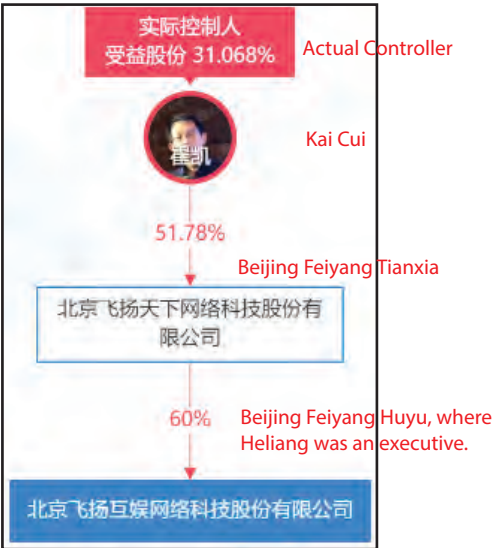 实际控制人
受益股份 31.068%
Actual Controller
崔凯
Kai Cui
51.78%
Beijing Feiyang Tianxia
北京飞扬天下网络科技股份有
限公司
60%
Beijing Feiyang Huyu, where
Heliang was an executive.
北京飞扬互娱网络科技股份有限公司